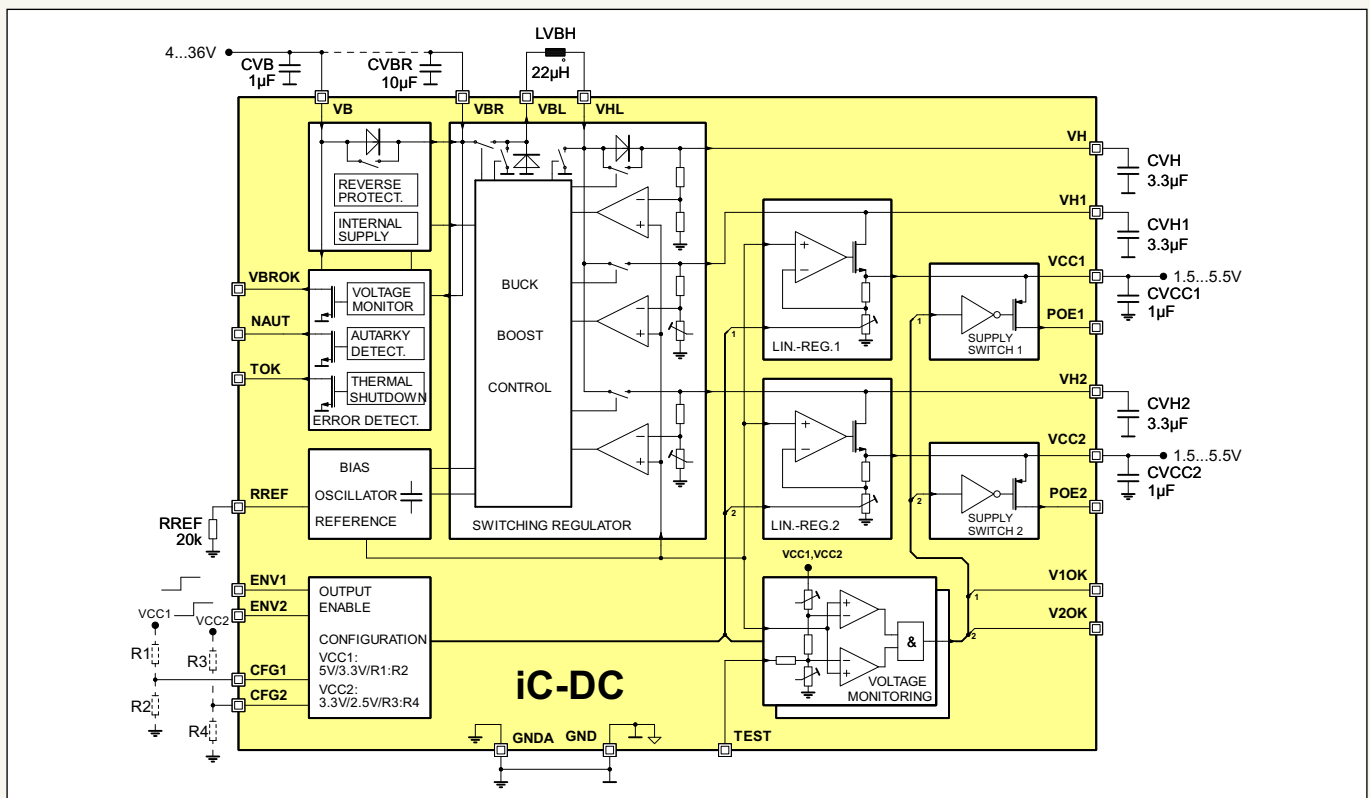 LVBH
4...36V
CVB
1µF
CVBR
10µF
22µH
VB
VBR
VBL
VHL
VH
CVH
3.3µF
REVERSE
PROTECT.
INTERNAL
SUPPLY
VH1
CVH1
3.3µF
VBROK
VOLTAGE
MONITOR
NAUT
AUTARKY
DETECT.
TOK
THERMAL
SHUTDOWN
ERROR DETECT.
BUCK
BOOST
CONTROL
SWITCHING REGULATOR
+
−
−
−
−
+
1
LIN.-REG.1
VCC1
1.5...5.5V
CVCC1
1µF
1
SUPPLY
SWITCH 1
POE1
VH2
CVH2
3.3µF
+
−
2
LIN.-REG.2
VCC2
1.5...5.5V
CVCC2
1µF
2
SUPPLY
SWITCH 2
POE2
BIAS
OSCILLATOR
REFERENCE
RREF
RREF
20k
ENV1
ENV2
OUTPUT
ENABLE
CONFIGURATION
VCC1:
5V/3.3V/R1:R2
VCC2:
3.3V/2.5V/R3:R4
VCC1
VCC2
R1
R3
CFG1
CFG2
R2
R4
iC-DC
VCC1,VCC2
+
−
−
+
&
VOLTAGE
MONITORING
1
2
V1OK
V2OK
GNDA
GND
TEST